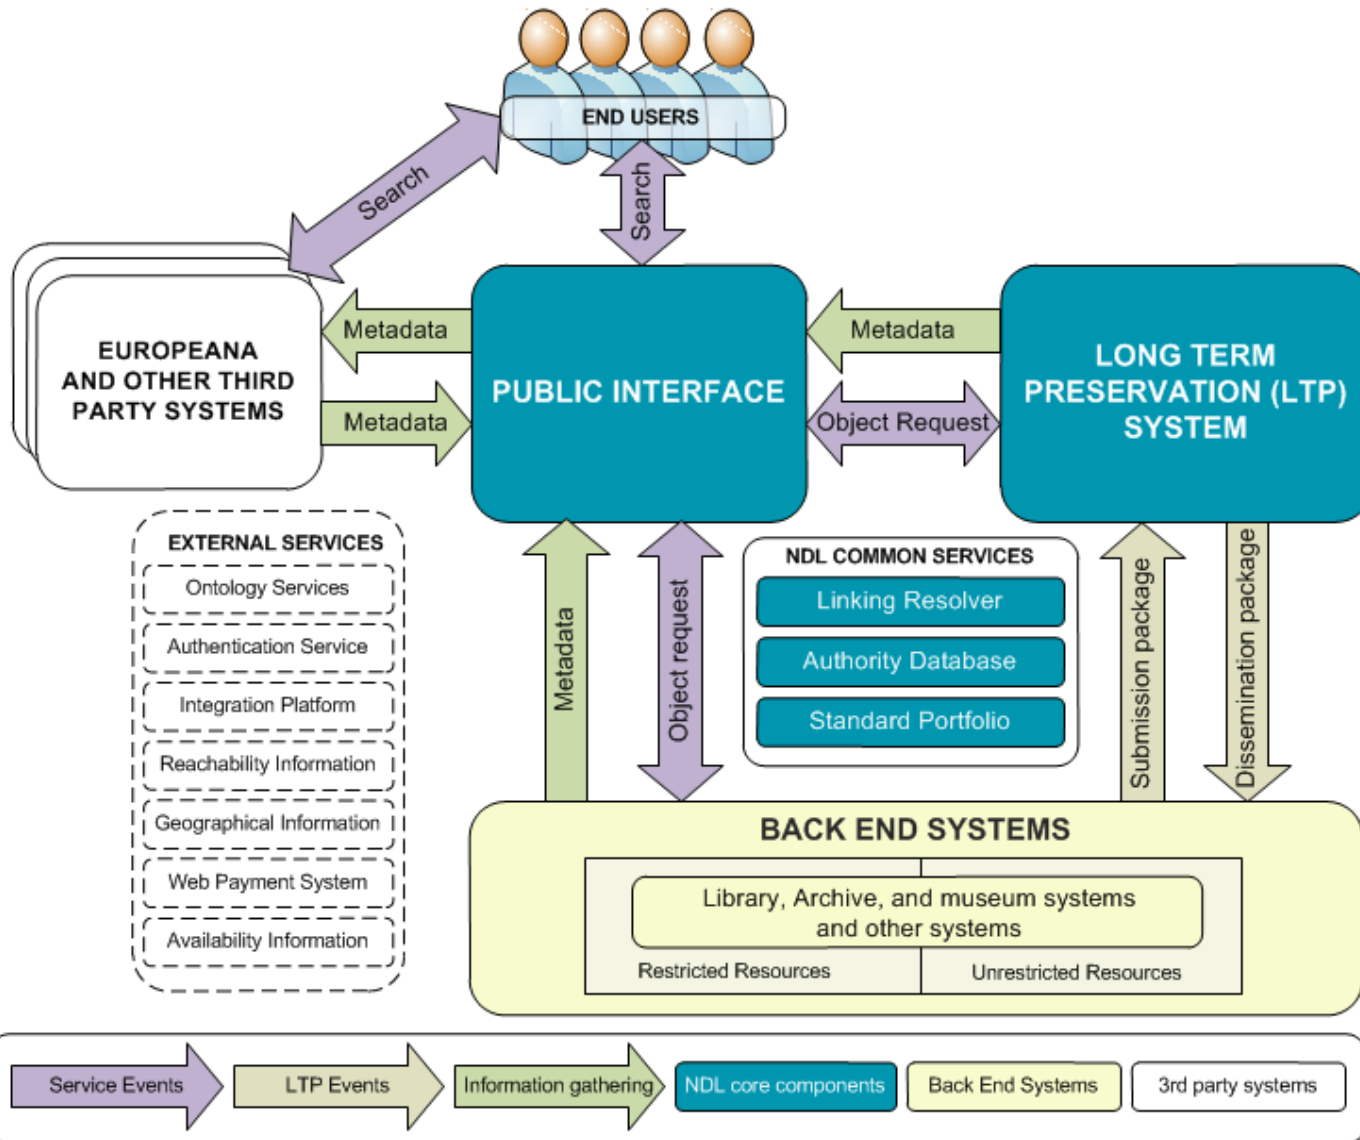 END USERS
Search
Search
EUROPEANA
AND OTHER THIRD
PARTY SYSTEMS
Metadata
Metadata
PUBLIC INTERFACE
Metadata
Object Request
LONG TERM
PRESERVATION (LTP)
SYSTEM
EXTERNAL SERVICES
Ontology Services
Authentication Service
Integration Platform
Reachability Information
Geographical Information
Web Payment System
Availability Information
Metadata
Object request
NDL COMMON SERVICES
Linking Resolver
Authority Database
Standard Portfolio
Submission package
Dissemination package
BACK END SYSTEMS
Library, Archive, and museum systems
and other systems
Restricted Resources
Unrestricted Resources
Service Events
LTP Events
Information gathering
NDL core components
Back End Systems
3rd party systems